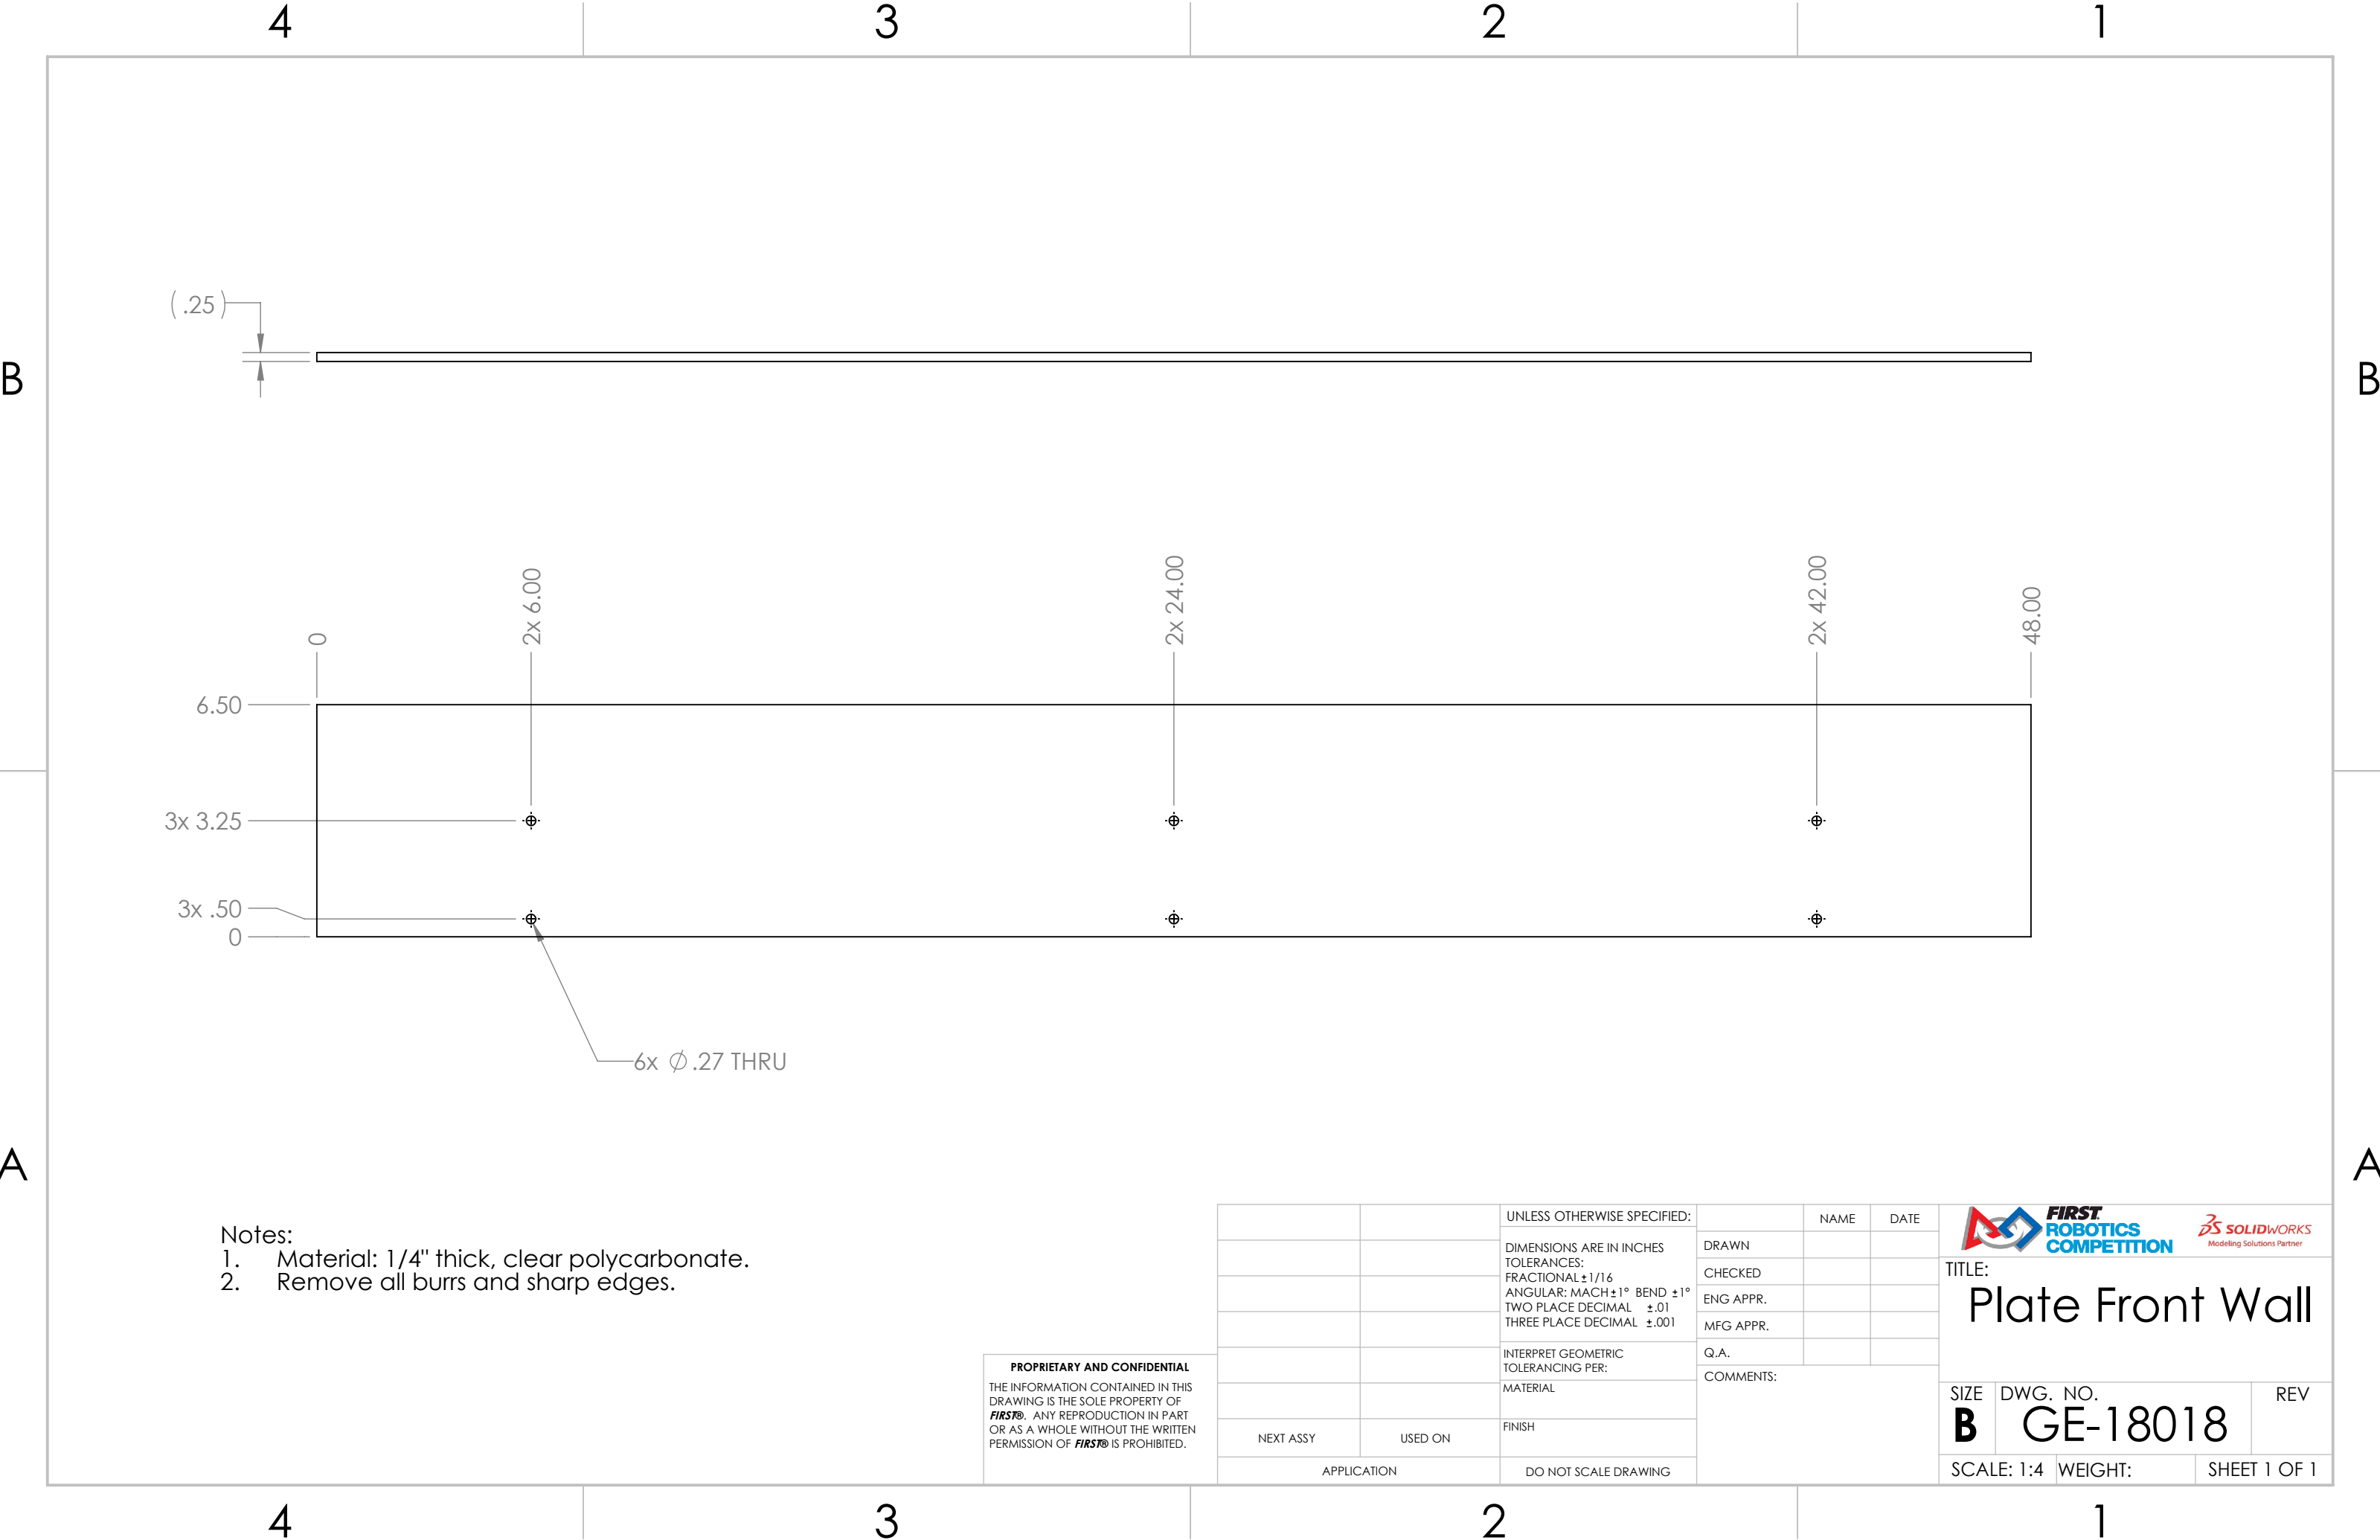 4 3 2 1
B B
A A
( .25 )
0
2x 6.00
2x 24.00
2x 42.00
48.00
6.50
3x 3.25
3x .50
0
6x ∅ .27 THRU
Notes:
1. Material: 1/4" thick, clear polycarbonate.
2. Remove all burrs and sharp edges.
PROPRIETARY AND CONFIDENTIAL
THE INFORMATION CONTAINED IN THIS
DRAWING IS THE SOLE PROPERTY OF
FIRST®. ANY REPRODUCTION IN PART
OR AS A WHOLE WITHOUT THE WRITTEN
PERMISSION OF FIRST® IS PROHIBITED.
NEXT ASSY USED ON
APPLICATION
UNLESS OTHERWISE SPECIFIED:
DIMENSIONS ARE IN INCHES
TOLERANCES:
FRACTIONAL ±1/16
ANGULAR: MACH ±1° BEND ±1°
TWO PLACE DECIMAL ±.01
THREE PLACE DECIMAL ±.001
INTERPRET GEOMETRIC
TOLERANCING PER:
MATERIAL
FINISH
DO NOT SCALE DRAWING
NAME DATE
DRAWN
CHECKED
ENG APPR.
MFG APPR.
Q.A.
COMMENTS:
FIRST
ROBOTICS
COMPETITION
SOLIDWORKS
Modeling Solutions Partner
TITLE:
Plate Front Wall
SIZE DWG. NO. REV
B GE-18018
SCALE: 1:4 WEIGHT: SHEET 1 OF 1
4 3 2 1